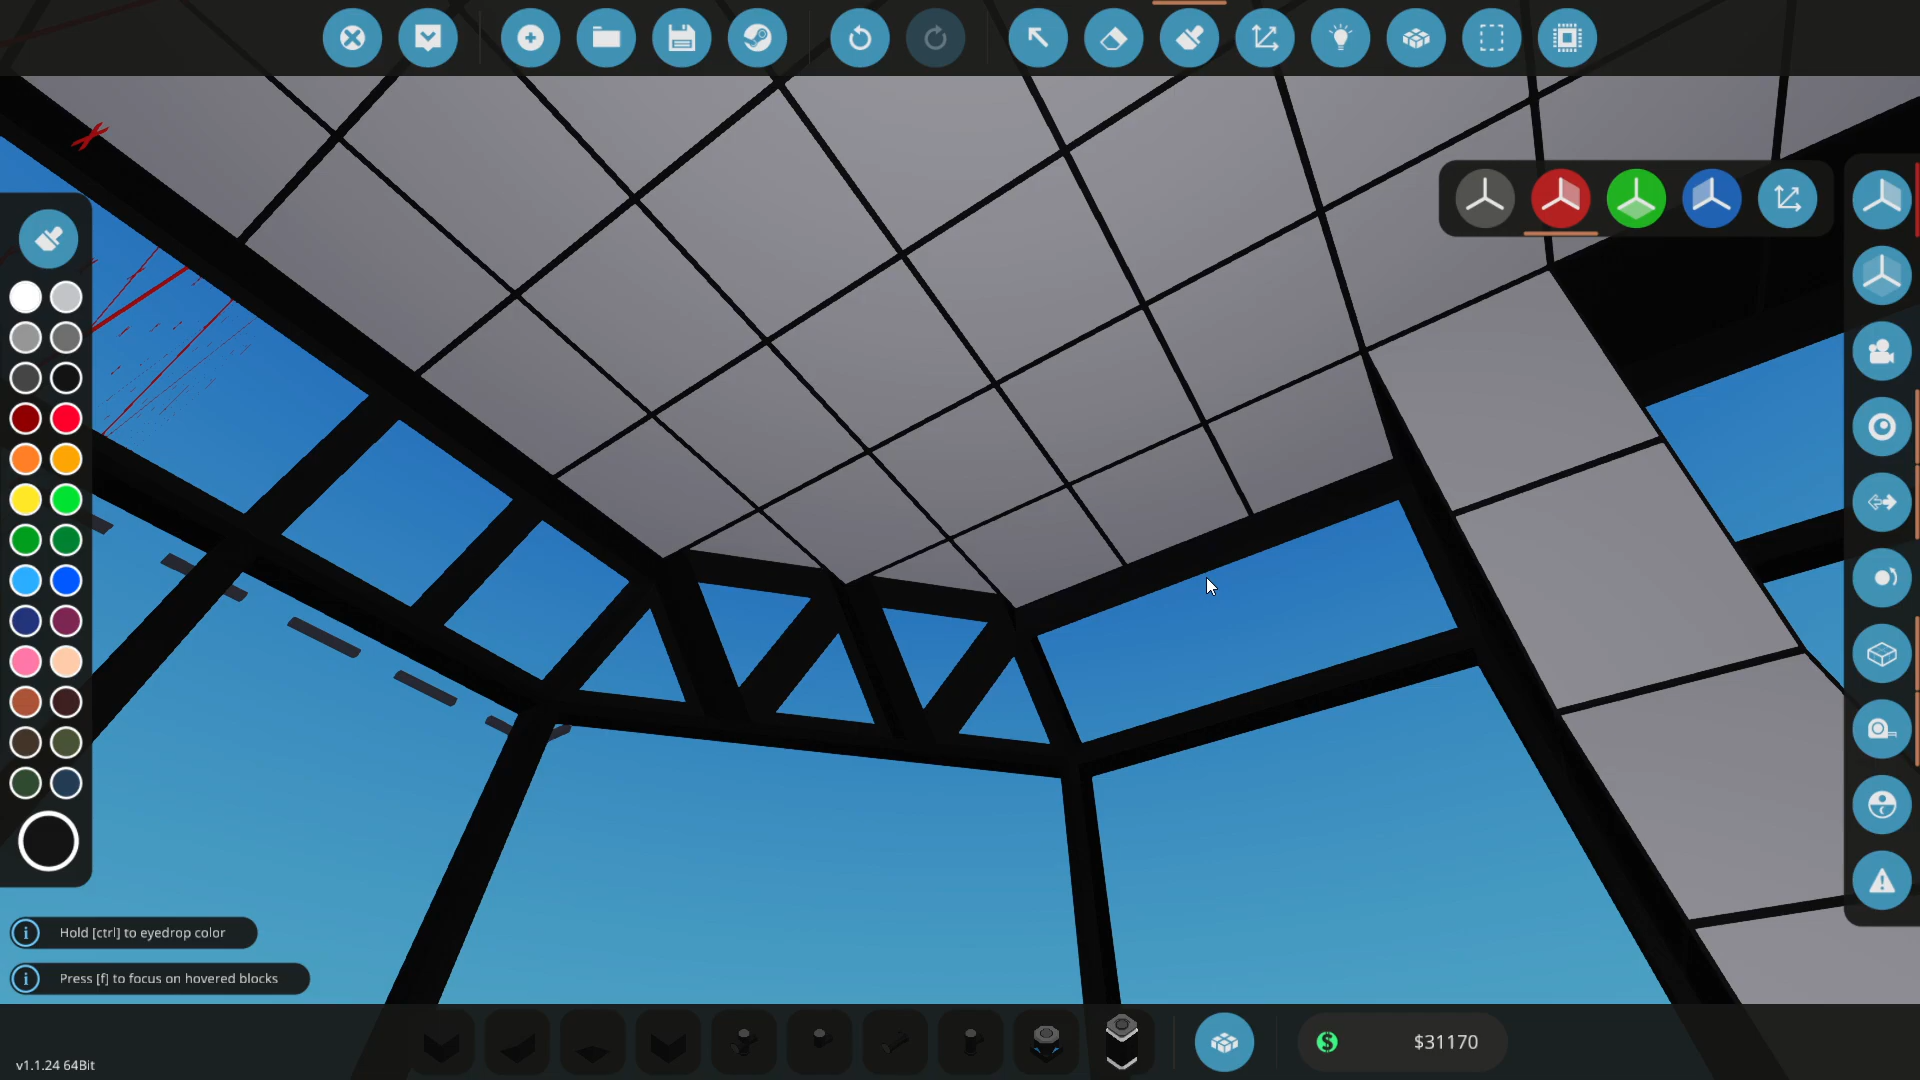 Hold [ctrl] to eyedrop color
Press [f] to focus on hovered blocks
v1.1.24 64Bit
$31170